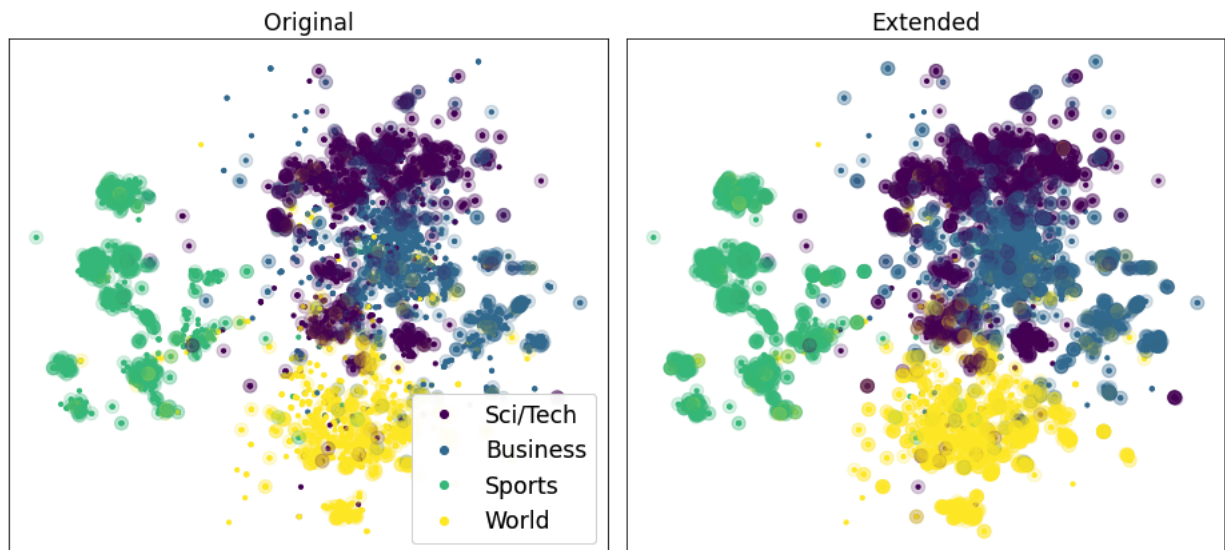 Original
Extended
Sci/Tech
Business
Sports
World